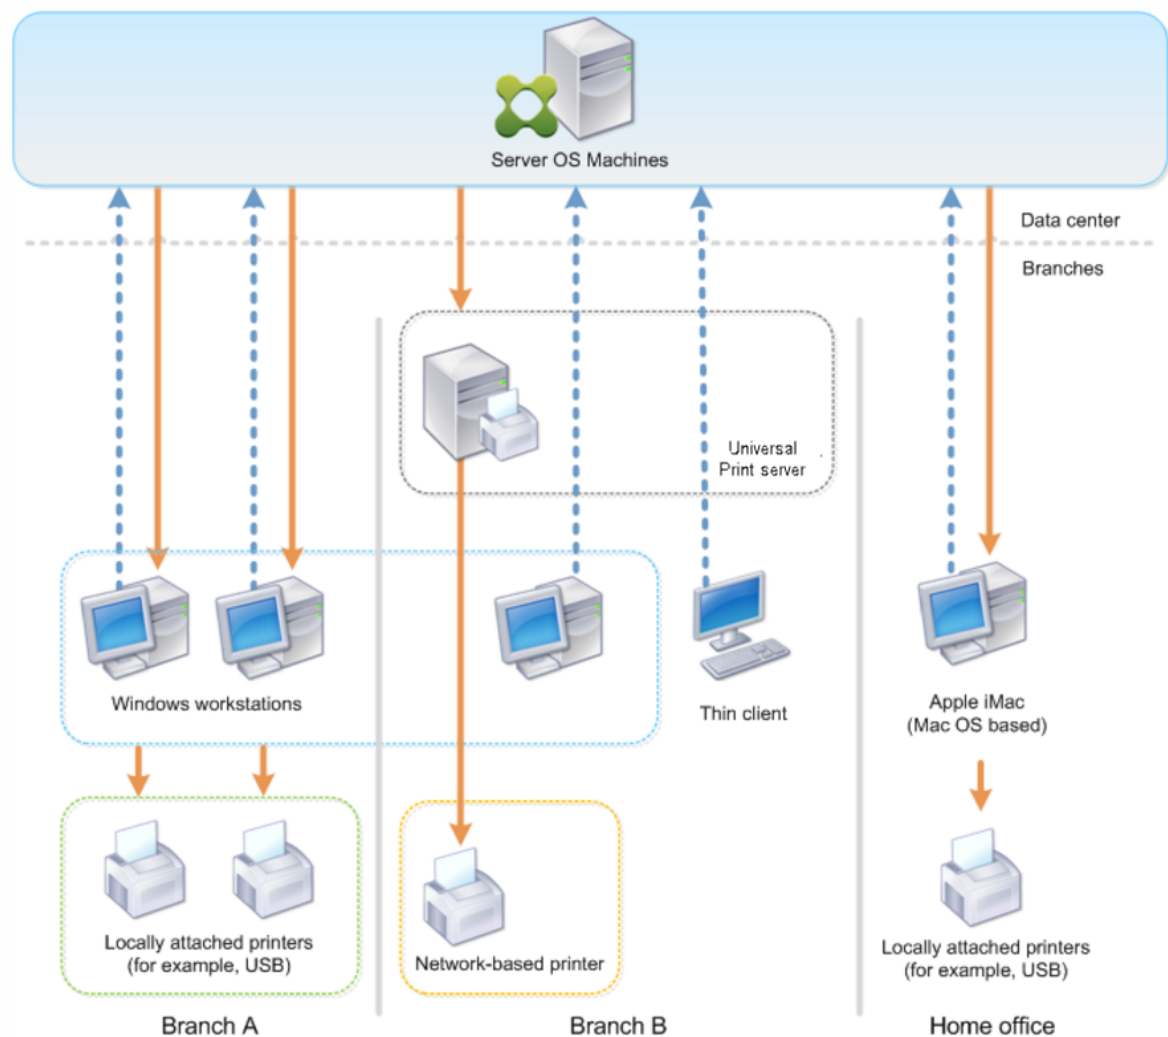 Server OS Machines
Data center
Branches
Universal
Print server
Windows workstations
Thin client
Apple iMac
(Mac OS based)
Locally attached printers
(for example, USB)
Network-based printer
Locally attached printers
(for example, USB)
Branch A
Branch B
Home office